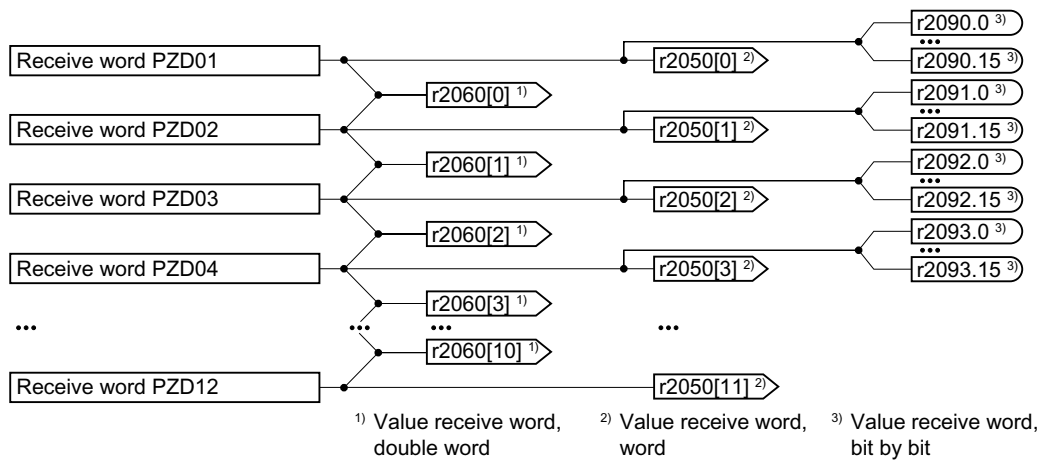 r2090.0 3)
...
Receive word PZD01 r2050[0] 2) r2090.15 3)
r2060[0] 1) r2091.0 3)
...
Receive word PZD02 r2050[1] 2) r2091.15 3)
r2060[1] 1) r2092.0 3)
...
Receive word PZD03 r2050[2] 2) r2092.15 3)
r2060[2] 1) r2093.0 3)
...
Receive word PZD04 r2050[3] 2) r2093.15 3)
r2060[3] 1)
... ... ... ...
r2060[10] 1)
Receive word PZD12 r2050[11] 2)
1) Value receive word, 2) Value receive word, 3) Value receive word,
double word word bit by bit